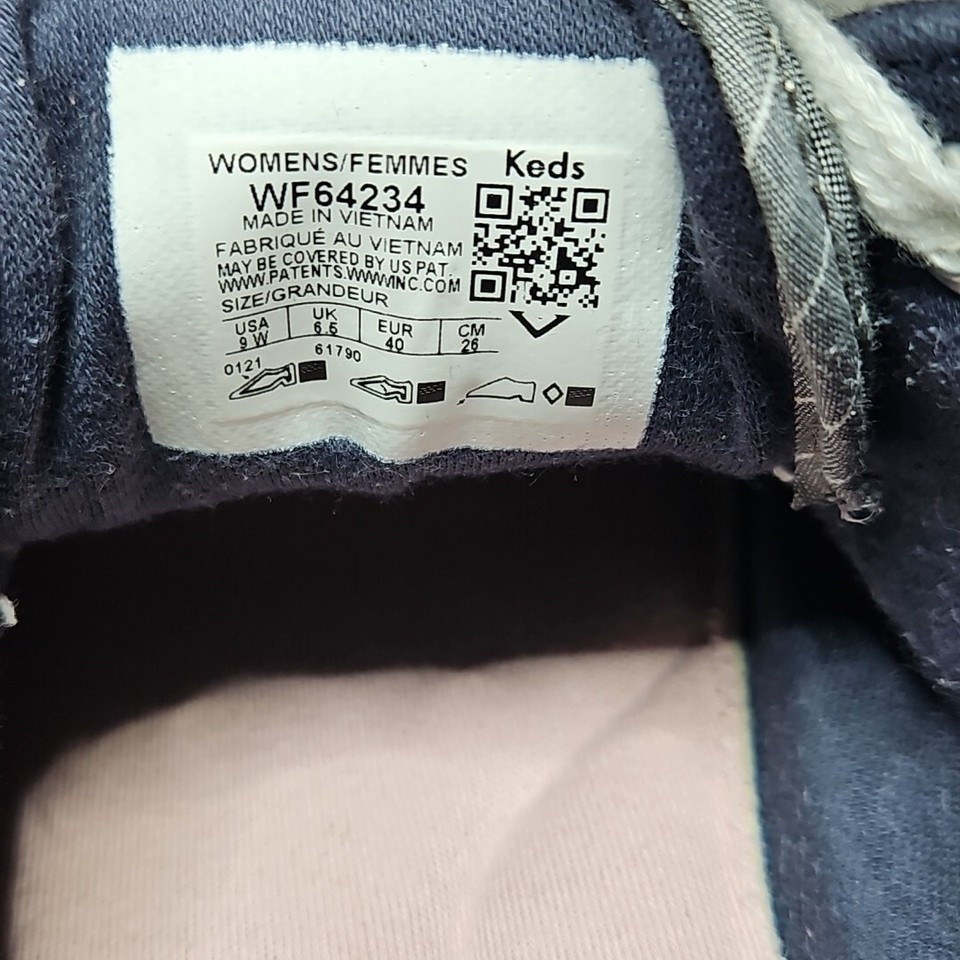 WOMENS/FEMMES
Keds
WF64234
MADE IN VIETNAM
FABRIQUÉ AU VIETNAM
MAY BE COVERED BY US PAT.
WWW.PATENTS.WWWINC.COM
SIZE/GRANDEUR
USA UK EUR CM
9 W 6.5 40 26
0121 61790